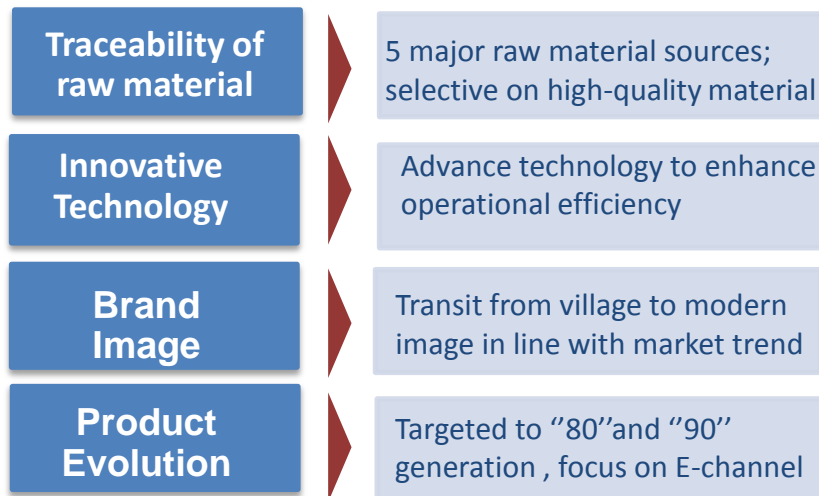 Traceability of
raw material
5 major raw material sources;
selective on high-quality material
Innovative
Technology
Advance technology to enhance
operational efficiency
Brand
Image
Transit from village to modern
image in line with market trend
Product
Evolution
Targeted to ‘’80’’and ‘’90’’
generation , focus on E-channel